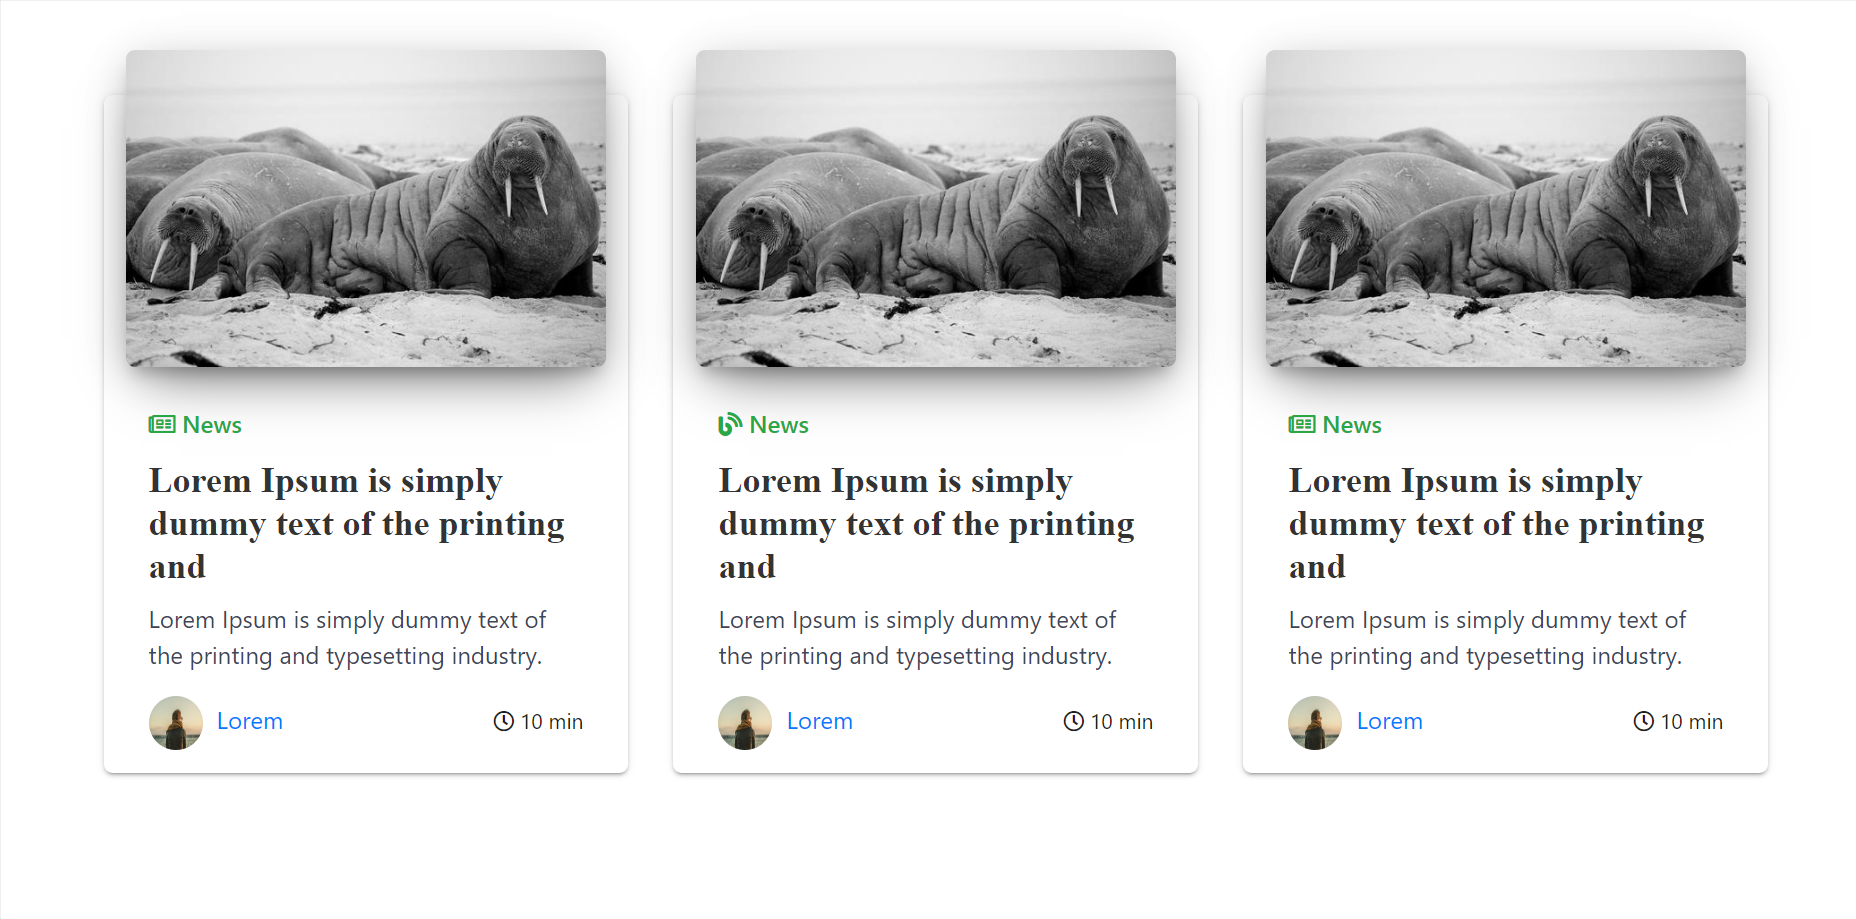 News
Lorem Ipsum is simply
dummy text of the printing
and
Lorem Ipsum is simply dummy text of
the printing and typesetting industry.
Lorem
10 min
News
Lorem Ipsum is simply
dummy text of the printing
and
Lorem Ipsum is simply dummy text of
the printing and typesetting industry.
Lorem
10 min
News
Lorem Ipsum is simply
dummy text of the printing
and
Lorem Ipsum is simply dummy text of
the printing and typesetting industry.
Lorem
10 min